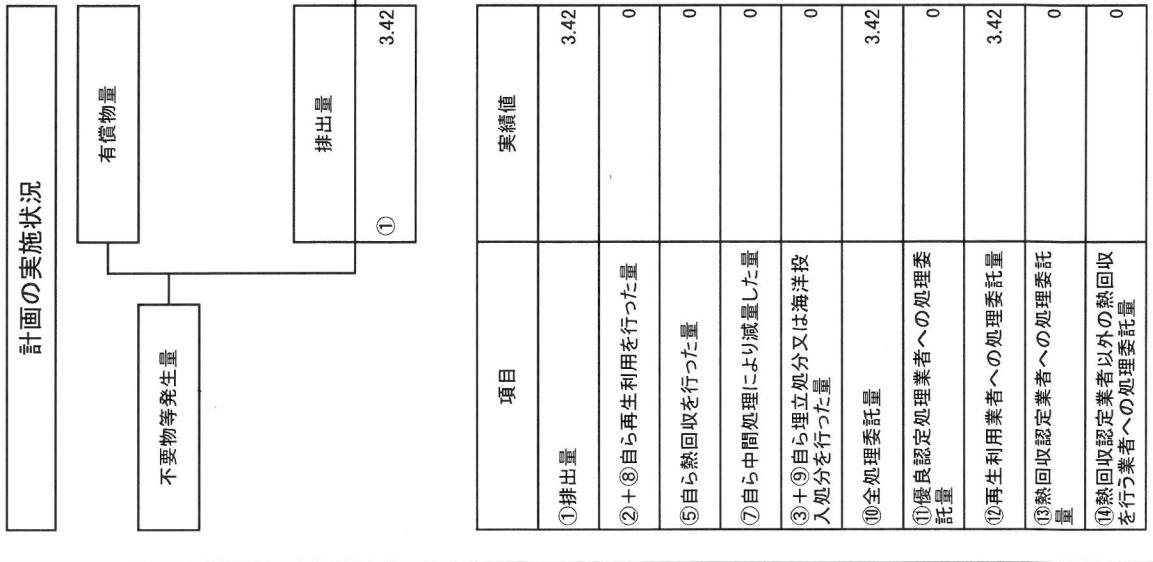 計画の実施状況
不要物等発生量
有償物量
排出量
① 3.42
項目 実績値
①排出量 3.42
②+⑧自ら再生利用を行った量 0
⑤自ら熱回収を行った量 0
⑦自ら中間処理により減量した量 0
③+⑨自ら埋立処分又は海洋投
入処分を行った量 0
⑩全処理委託量 3.42
⑪優良認定処理業者への処理委
託量 0
⑫再生利用業者への処理委託量 3.42
⑬熱回収認定業者への処理委託
量 0
⑭熱回収認定業者以外の熱回収
を行う業者への処理委託量 0